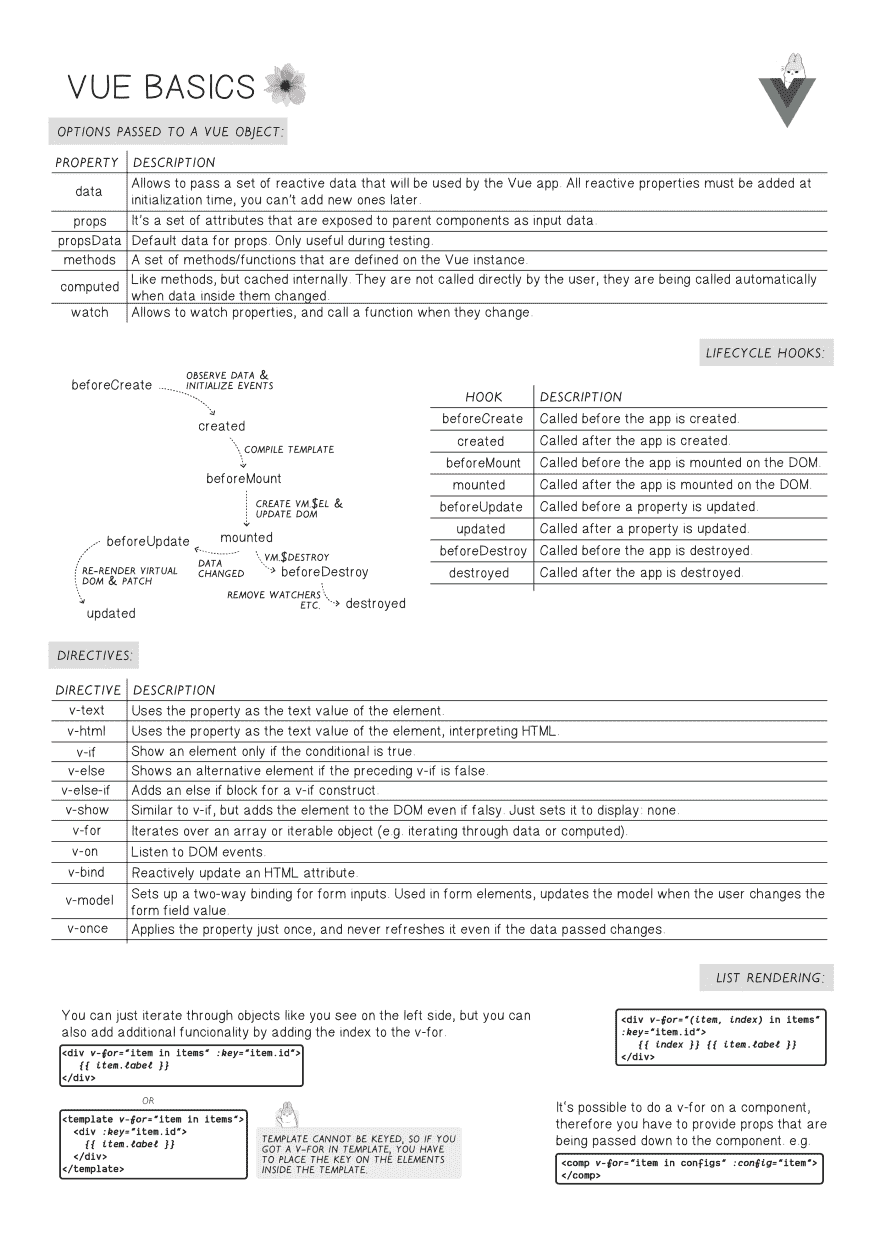 VUE BASICS
OPTIONS PASSED TO A VUE OBJECT:
PROPERTY DESCRIPTION
data Allows to pass a set of reactive data that will be used by the Vue app. All reactive properties must be added at
initialization time, you can't add new ones later.
props It's a set of attributes that are exposed to parent components as input data.
propsData Default data for props. Only useful during testing.
methods A set of methods/functions that are defined on the Vue instance.
computed Like methods, but cached internally. They are not called directly by the user, they are being called automatically
when data inside them changed.
watch Allows to watch properties, and call a function when they change.
LIFECYCLE HOOKS:
beforeCreate
OBSERVE DATA &
INITIALIZE EVENTS
created
COMPILE TEMPLATE
beforeMount
CREATE VM.$EL &
UPDATE DOM
mounted
beforeUpdate
DATA
CHANGED
RE-RENDER VIRTUAL
DOM & PATCH
updated
VM.$DESTROY
beforeDestroy
REMOVE WATCHERS
ETC.
destroyed
HOOK DESCRIPTION
beforeCreate Called before the app is created.
created Called after the app is created.
beforeMount Called before the app is mounted on the DOM.
mounted Called after the app is mounted on the DOM.
beforeUpdate Called before a property is updated.
updated Called after a property is updated.
beforeDestroy Called before the app is destroyed.
destroyed Called after the app is destroyed.
DIRECTIVES:
DIRECTIVE DESCRIPTION
v-text Uses the property as the text value of the element.
v-html Uses the property as the text value of the element, interpreting HTML.
v-if Show an element only if the conditional is true.
v-else Shows an alternative element if the preceding v-if is false.
v-else-if Adds an else if block for a v-if construct.
v-show Similar to v-if, but adds the element to the DOM even if falsy. Just sets it to display: none.
v-for Iterates over an array or iterable object (e.g. iterating through data or computed).
v-on Listen to DOM events.
v-bind Reactively update an HTML attribute.
v-model Sets up a two-way binding for form inputs. Used in form elements, updates the model when the user changes the
form field value.
v-once Applies the property just once, and never refreshes it even if the data passed changes.
LIST RENDERING:
You can just iterate through objects like you see on the left side, but you can
also add additional funcionality by adding the index to the v-for.
<div v-for="item in items" :key="item.id">
{{ item.label }}
</div>
OR
<template v-for="item in items">
<div :key="item.id">
{{ item.label }}
</div>
</template>
TEMPLATE CANNOT BE KEYED, SO IF YOU
GOT A V-FOR IN TEMPLATE, YOU HAVE
TO PLACE THE KEY ON THE ELEMENTS
INSIDE THE TEMPLATE.
<div v-for="(item, index) in items"
:key="item.id">
{{ index }} {{ item.label }}
</div>
It's possible to do a v-for on a component,
therefore you have to provide props that are
being passed down to the component. e.g.
<comp v-for="item in configs" :config="item">
</comp>